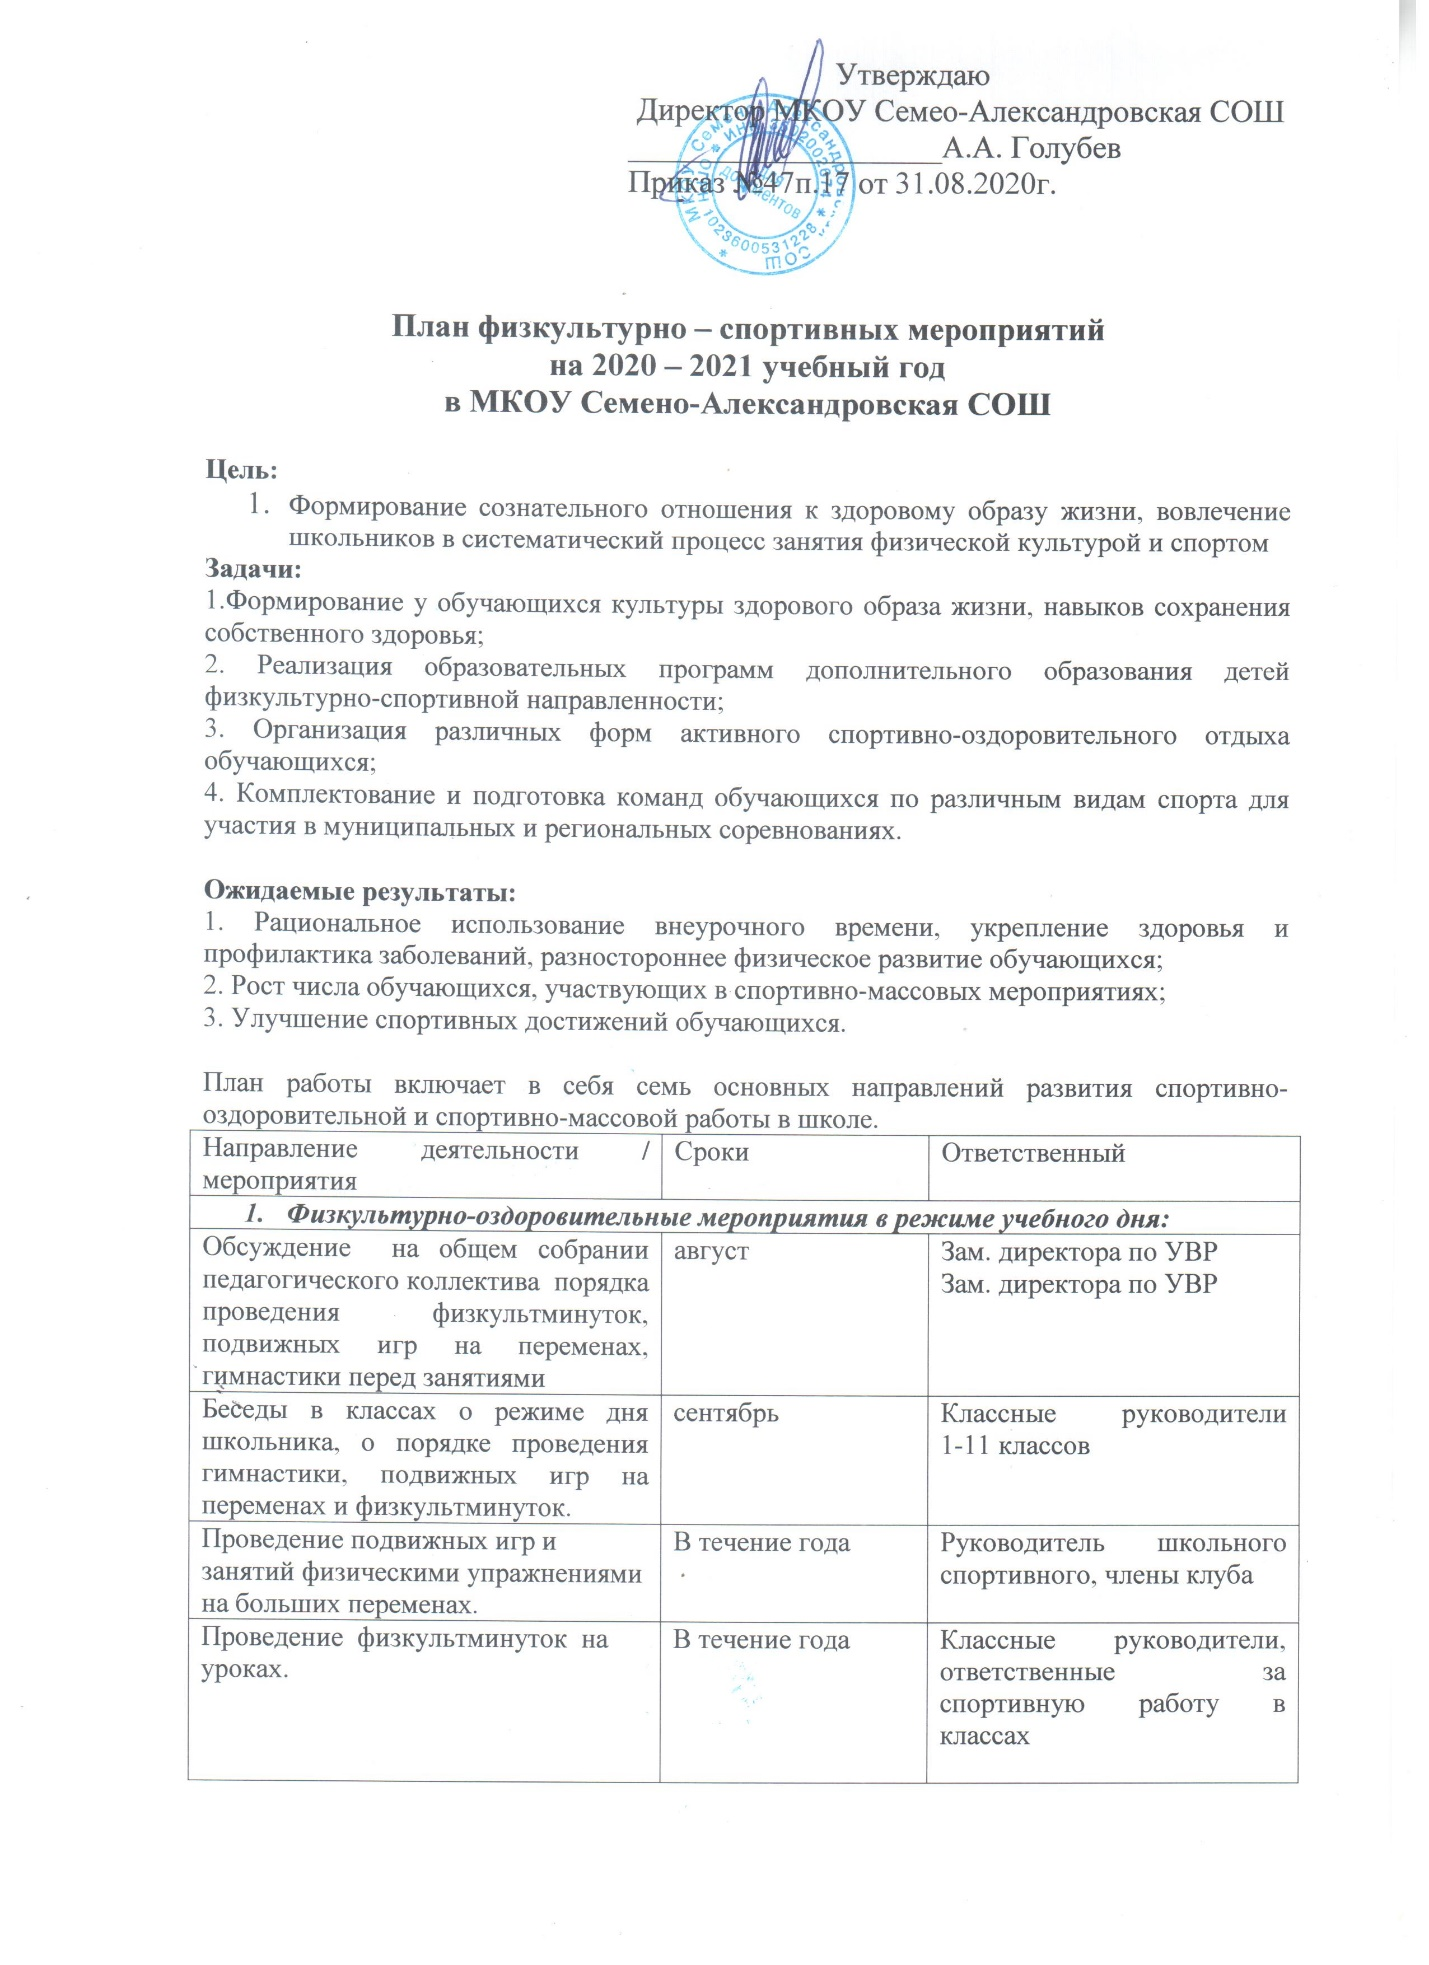 Утверждаю
Директор МКОУ Семео-Александровская СОШ
____________________А.А. Голубев
Приказ №47п.17 от 31.08.2020г.
для
документов
1023600531228
СОШ
План физкультурно – спортивных мероприятий
на 2020 – 2021 учебный год
в МКОУ Семено-Александровская СОШ
Цель:
1. Формирование сознательного отношения к здоровому образу жизни, вовлечение
школьников в систематический процесс занятия физической культурой и спортом
Задачи:
1.Формирование у обучающихся культуры здорового образа жизни, навыков сохранения
собственного здоровья;
2. Реализация образовательных программ дополнительного образования детей
физкультурно-спортивной направленности;
3. Организация различных форм активного спортивно-оздоровительного отдыха
обучающихся;
4. Комплектование и подготовка команд обучающихся по различным видам спорта для
участия в муниципальных и региональных соревнованиях.
Ожидаемые результаты:
1. Рациональное использование внеурочного времени, укрепление здоровья и
профилактика заболеваний, разностороннее физическое развитие обучающихся;
2. Рост числа обучающихся, участвующих в спортивно-массовых мероприятиях;
3. Улучшение спортивных достижений обучающихся.
План работы включает в себя семь основных направлений развития спортивно-
оздоровительной и спортивно-массовой работы в школе.
Направление деятельности /
мероприятия
Сроки
Ответственный
1. Физкультурно-оздоровительные мероприятия в режиме учебного дня:
Обсуждение на общем собрании
педагогического коллектива порядка
проведения физкультминуток,
подвижных игр на переменах,
гимнастики перед занятиями
август
Зам. директора по УВР
Зам. директора по УВР
Беседы в классах о режиме дня
школьника, о порядке проведения
гимнастики, подвижных игр на
переменах и физкультминуток.
сентябрь
Классные руководители
1-11 классов
Проведение подвижных игр и
занятий физическими упражнениями
на больших переменах.
В течение года
Руководитель школьного
спортивного, члены клуба
Проведение физкультминуток на
уроках.
В течение года
Классные руководители,
ответственные за
спортивную работу в
классах